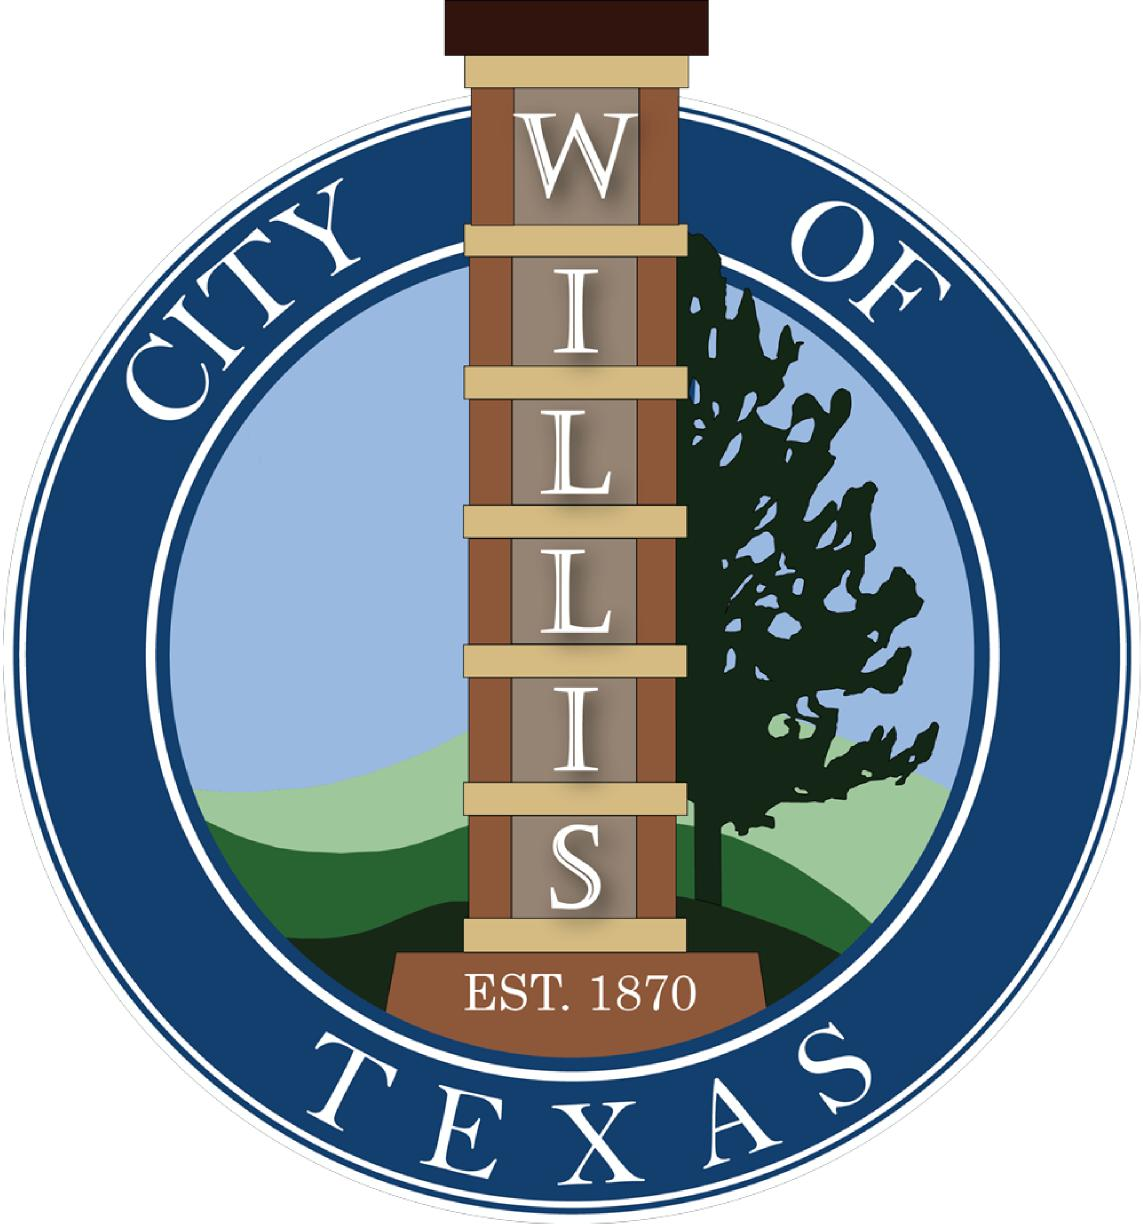 CITY OF
WILLIS
EST. 1870
TEXAS